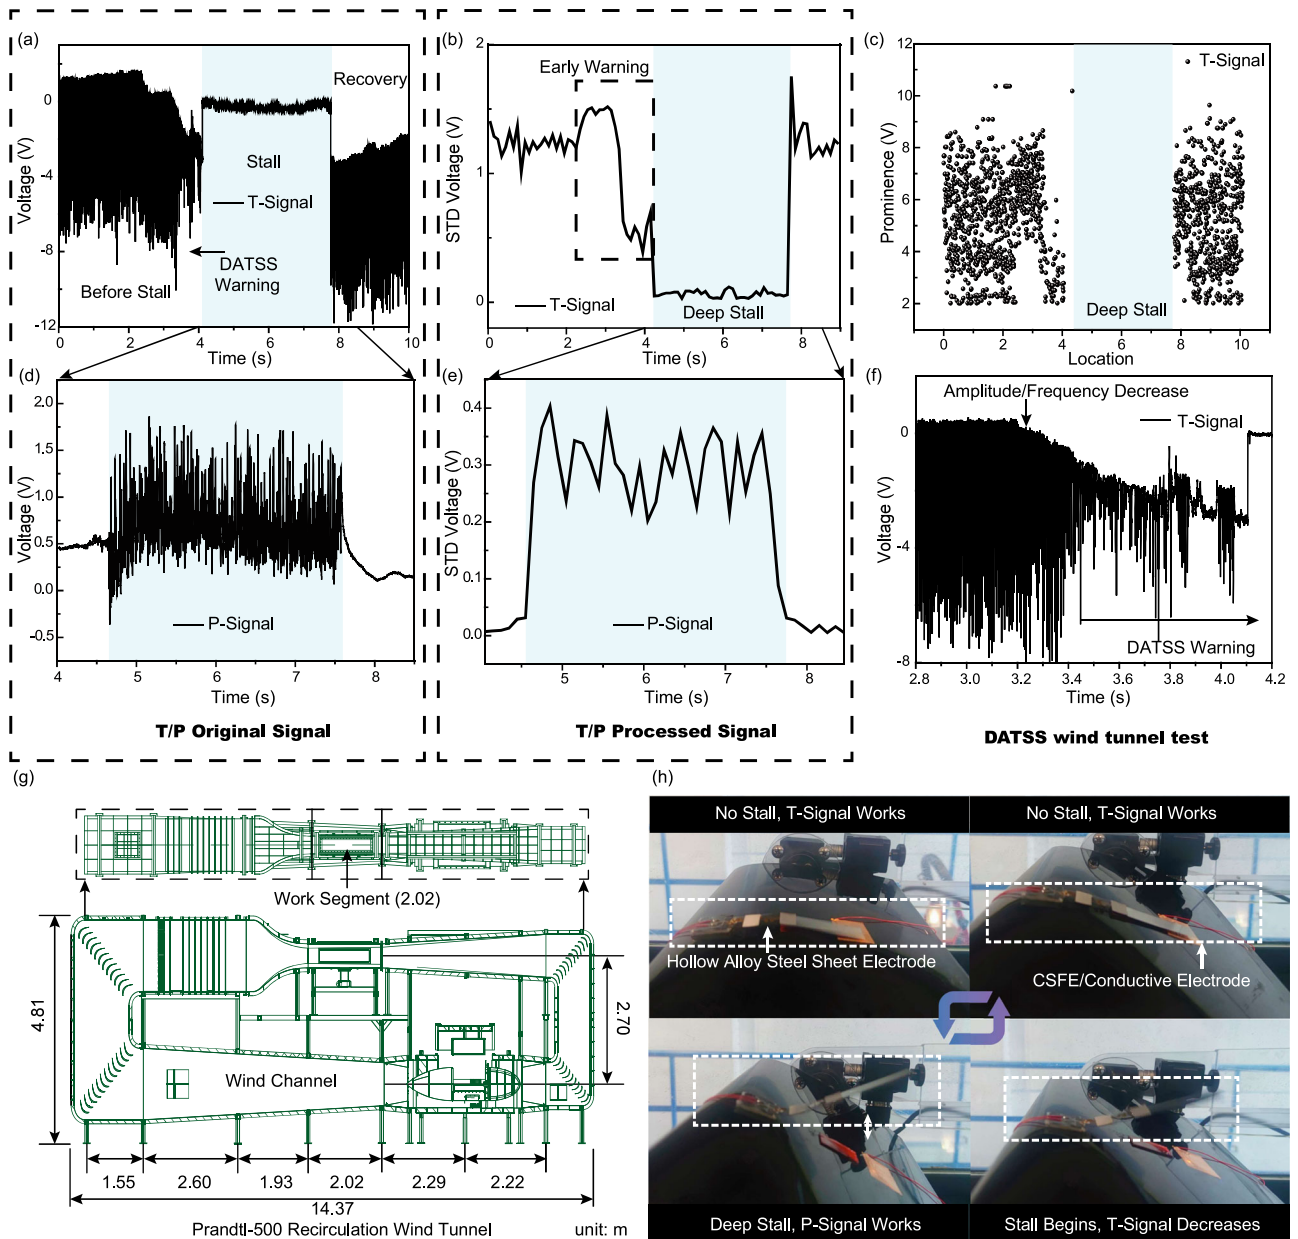 (a)
Voltage (V)
0
-4
-8
-12
Recovery
Stall
T-Signal
DATSS
Warning
Before Stall
0 2 4 6 8 10
Time (s)
(b)
STD Voltage (V)
2
1
0
Early Warning
T-Signal
Deep Stall
0 2 4 6 8
Time (s)
(c)
Prominence (V)
12
10
8
6
4
2
T-Signal
Deep Stall
0 2 4 6 8 10
Location
(d)
Voltage (V)
2.0
1.5
1.0
0.5
0.0
-0.5
P-Signal
4 5 6 7 8
Time (s)
T/P Original Signal
(e)
STD Voltage (V)
0.4
0.3
0.2
0.1
0.0
P-Signal
5 6 7 8
Time (s)
T/P Processed Signal
(f)
Amplitude/Frequency Decrease
Voltage (V)
0
-4
-8
T-Signal
DATSS Warning
2.8 3.0 3.2 3.4 3.6 3.8 4.0 4.2
Time (s)
DATSS wind tunnel test
(g)
Work Segment (2.02)
4.81
2.70
Wind Channel
1.55 2.60 1.93 2.02 2.29 2.22
14.37
Prandtl-500 Recirculation Wind Tunnel unit: m
(h)
No Stall, T-Signal Works
No Stall, T-Signal Works
Hollow Alloy Steel Sheet Electrode
CSFE/Conductive Electrode
Deep Stall, P-Signal Works
Stall Begins, T-Signal Decreases